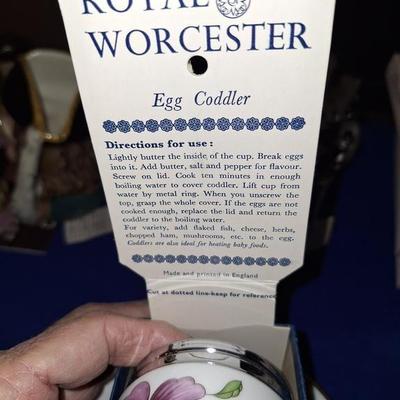 ROYAL
WORCESTER
Egg Coddler
Directions for use :
Lightly butter the inside of the cup. Break eggs
into it. Add butter, salt and pepper for flavour.
Screw on lid. Cook ten minutes in enough
boiling water to cover coddler. Lift cup from
water by metal ring. When you unscrew the
top, grasp the whole cover. If the eggs are not
cooked enough, replace the lid and return the
coddler to the boiling water.
For variety, add flaked fish, cheese, herbs,
chopped ham, mushrooms, etc. to the egg.
Coddlers are also ideal for heating baby foods.
Made and printed in England
Cut at dotted line-keep for reference